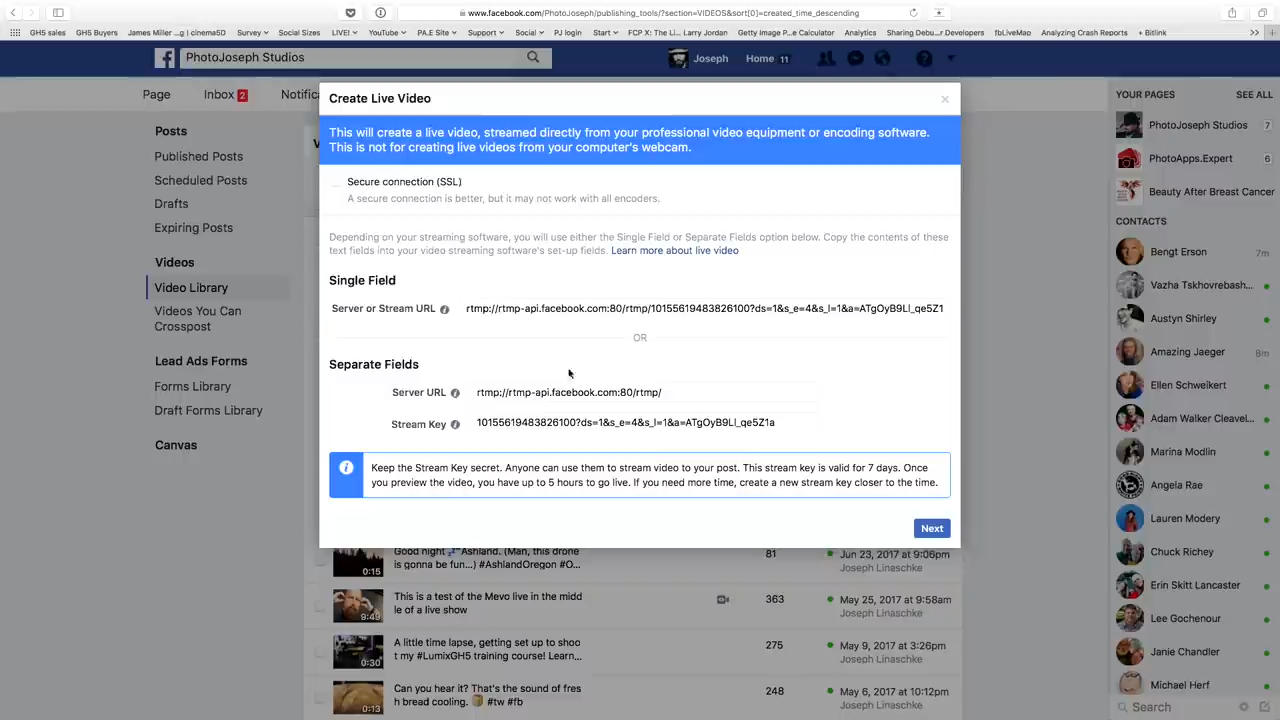 www.facebook.com/PhotoJoseph/publishing_tools/?section=VIDEOS&sort[0]=created_time_descending
GH5 sales GH5 Buyers James Miller ...g | cinema5D Survey Social Sizes LIVE! YouTube PA.E Site Support Social PJ login Start FCP X: The Li... Larry Jordan Getty Image P...e Calculator Analytics Sharing Debu...r Developers fbLiveMap Analyzing Crash Reports + Bitlink
PhotoJoseph Studios Joseph Home 11
Page Inbox 2 Notific
Posts
Published Posts
Scheduled Posts
Drafts
Expiring Posts
Videos
Video Library
Videos You Can
Crosspost
Lead Ads Forms
Forms Library
Draft Forms Library
Canvas
Create Live Video
This will create a live video, streamed directly from your professional video equipment or encoding software.
This is not for creating live videos from your computer's webcam.
Secure connection (SSL)
A secure connection is better, but it may not work with all encoders.
Depending on your streaming software, you will use either the Single Field or Separate Fields option below. Copy the contents of these
text fields into your video streaming software's set-up fields. Learn more about live video
Single Field
Server or Stream URL rtmp://rtmp-api.facebook.com:80/rtmp/10155619483826100?ds=1&s_e=4&s_l=1&a=ATgOyB9Ll_qe5Z1
OR
Separate Fields
Server URL rtmp://rtmp-api.facebook.com:80/rtmp/
Stream Key 10155619483826100?ds=1&s_e=4&s_l=1&a=ATgOyB9Ll_qe5Z1a
Keep the Stream Key secret. Anyone can use them to stream video to your post. This stream key is valid for 7 days. Once
you preview the video, you have up to 5 hours to go live. If you need more time, create a new stream key closer to the time.
Next
Good night 💤 Ashland. (Man, this drone
is gonna be fun...) #AshlandOregon #O...
0:15
81
Jun 23, 2017 at 9:06pm
Joseph Linaschke
This is a test of the Mevo live in the midd
le of a live show
9:49
363
May 25, 2017 at 9:58am
Joseph Linaschke
A little time lapse, getting set up to shoo
t my #LumixGH5 training course! Learn...
0:30
275
May 9, 2017 at 3:26pm
Joseph Linaschke
Can you hear it? That's the sound of fres
h bread cooling. 🍞 #tw #fb
0:13
248
May 6, 2017 at 10:12pm
Joseph Linaschke
YOUR PAGES SEE ALL
PhotoJoseph Studios 7
PhotoApps.Expert 6
Beauty After Breast Cancer
CONTACTS
Bengt Erson 7m
Vazha Tskhovrebash...
Austyn Shirley
Amazing Jaeger 8m
Ellen Schweikert
Adam Walker Cleavel...
Marina Modlin
Angela Rae
Lauren Modery
Chuck Richey
Erin Skitt Lancaster
Lee Gochenour
Janie Chandler
Michael Herf
Search